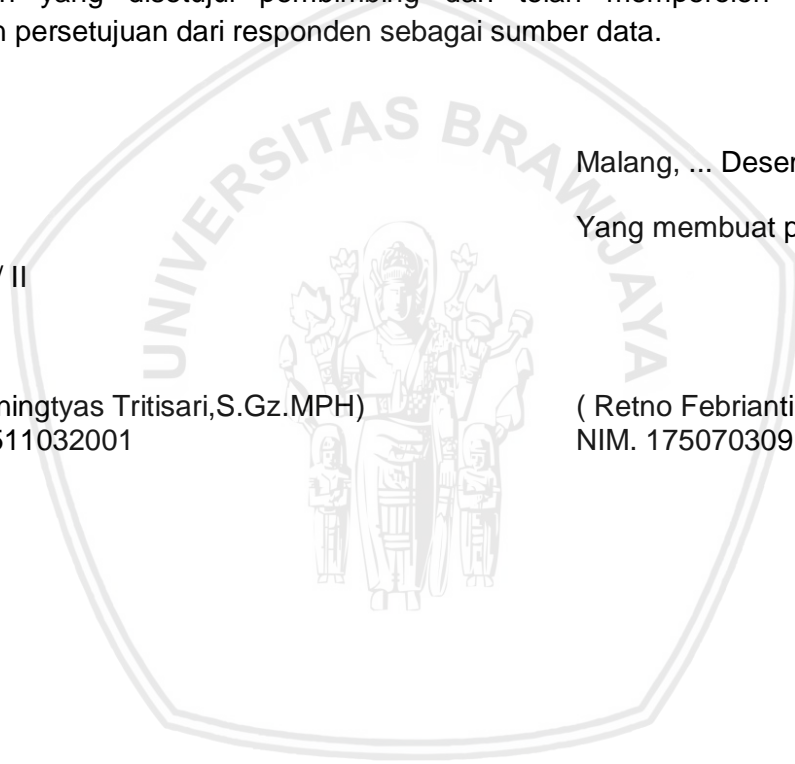 yang disetujui pembimbing dan telah memperoleh
persetujuan dari responden sebagai sumber data.
UNIVERSITAS BRAWIJAYA
Malang, ...
Yang membuat
/ II
ningtyas Tritisari,S.Gz.MPH)
( Retno Febrianti
511032001
NIM. 175070309